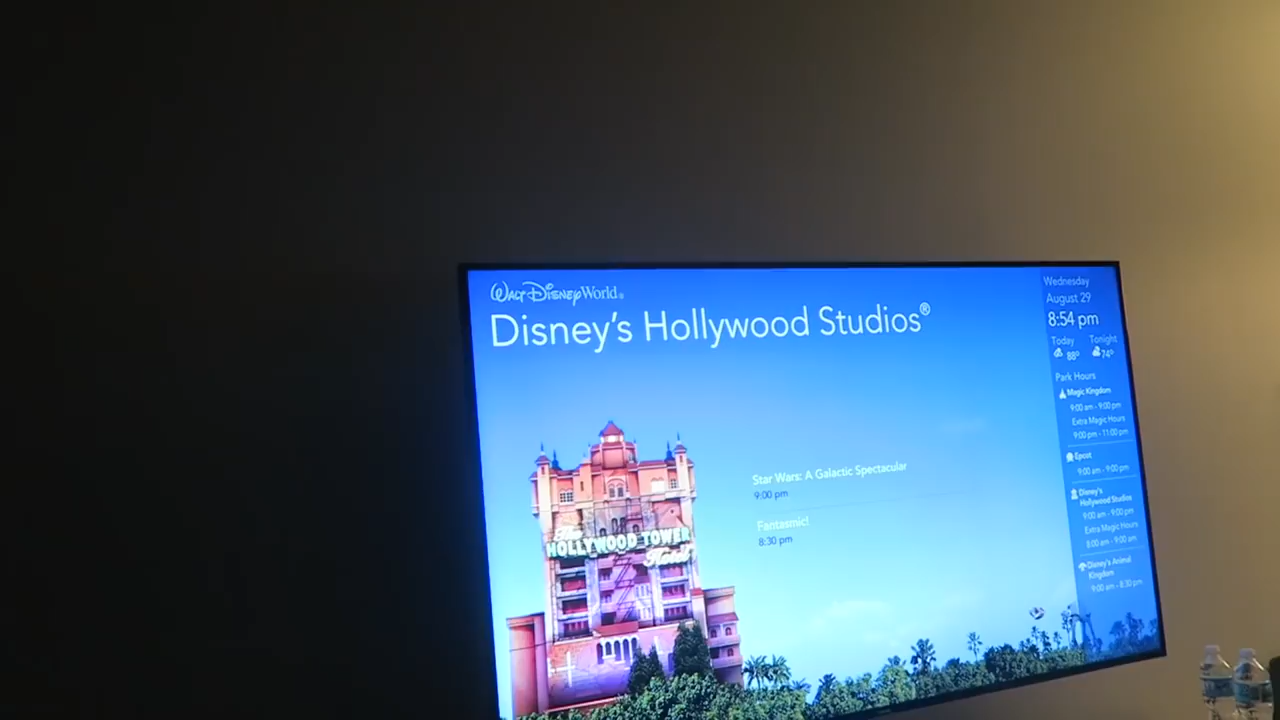 Walt Disney World®
Disney's Hollywood Studios®
The
HOLLYWOOD TOWER
Hotel
Star Wars: A Galactic Spectacular
9:00 pm
Fantasmic!
8:30 pm
Wednesday
August 29
8:54 pm
Today Tonight
88° 74°
Park Hours
Magic Kingdom
9:00 am - 9:00 pm
Extra Magic Hours
9:00 pm - 11:00 pm
Epcot
9:00 am - 9:00 pm
Disney's
Hollywood Studios
9:00 am - 9:00 pm
Extra Magic Hours
8:00 am - 9:00 am
Disney's Animal
Kingdom
9:00 am - 8:30 pm